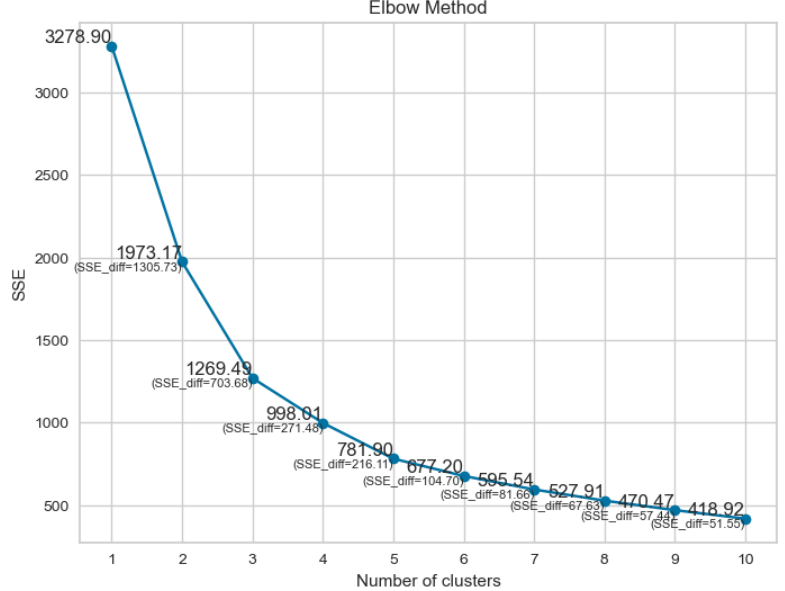 Elbow Method
3278.90
3000
2500
2000
1500
1000
500
SSE
1973.17
(SSE_diff=1305.73)
1269.49
(SSE_diff=703.68)
998.01
(SSE_diff=271.48)
781.90
(SSE_diff=216.11)
677.20
(SSE_diff=104.70)
595.54
(SSE_diff=81.66)
527.91
(SSE_diff=67.63)
470.47
(SSE_diff=57.44)
418.92
(SSE_diff=51.55)
1 2 3 4 5 6 7 8 9 10
Number of clusters